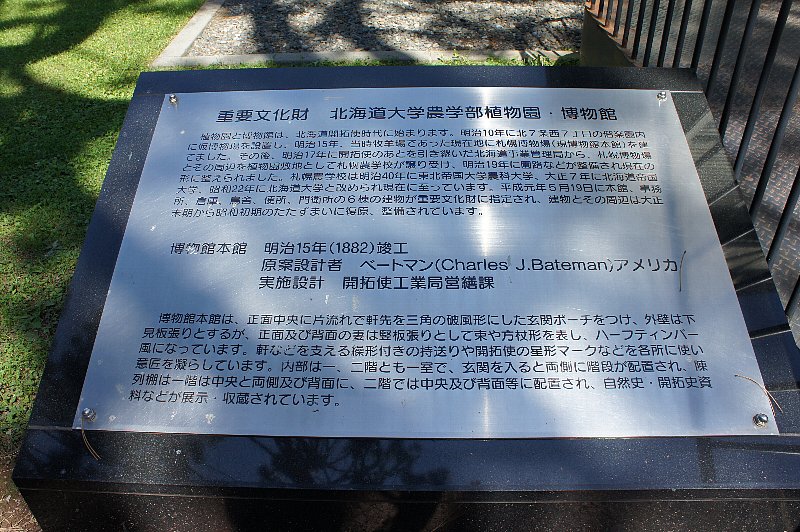 重要文化財　北海道大学農学部植物園・博物館
植物園と博物館は、北海道開拓使時代に始まります。明治10年に北7条西7丁目の偕楽園内
に仮博物場を設置し、明治15年、当時牧羊場であった現在地に札幌博物場(現博物館本館)を建
てました。その後、明治17年に開拓使のあとを引き継いだ北海道事業管理局から、札幌博物場
とその周辺を植物園敷地として札幌農学校が譲り受け、明治19年に園路などが整備され現在の
形に整えられました。札幌農学校は明治40年に東北帝国大学農科大学、大正7年に北海道帝国
大学、昭和22年に北海道大学と改められ現在に至っています。平成元年5月19日に本館、事務
所、倉庫、鳥舎、便所、門衛所の6棟の建物が重要文化財に指定され、建物とその周辺は大正
末期から昭和初期のたたずまいに復原、整備されています。
博物館本館　明治15年(1882)竣工
原案設計者　ベートマン(Charles J.Bateman)アメリカ
実施設計　開拓使工業局営繕課
博物館本館は、正面中央に片流れで軒先を三角の破風形にした玄関ポーチをつけ、外壁は下
見板張りとするが、正面及び背面の妻は竪板張りとして束や方杖形を表し、ハーフティンバー
風になっています。軒などを支える絛形付きの持送りや開拓使の星形マークなどを各所に使い
意匠を凝らしています。内部は一、二階とも一室で、玄関を入ると両側に階段が配置され、陳
列棚は一階は中央と両側及び背面に、二階では中央及び背面等に配置され、自然史・開拓史資
料などが展示・収蔵されています。